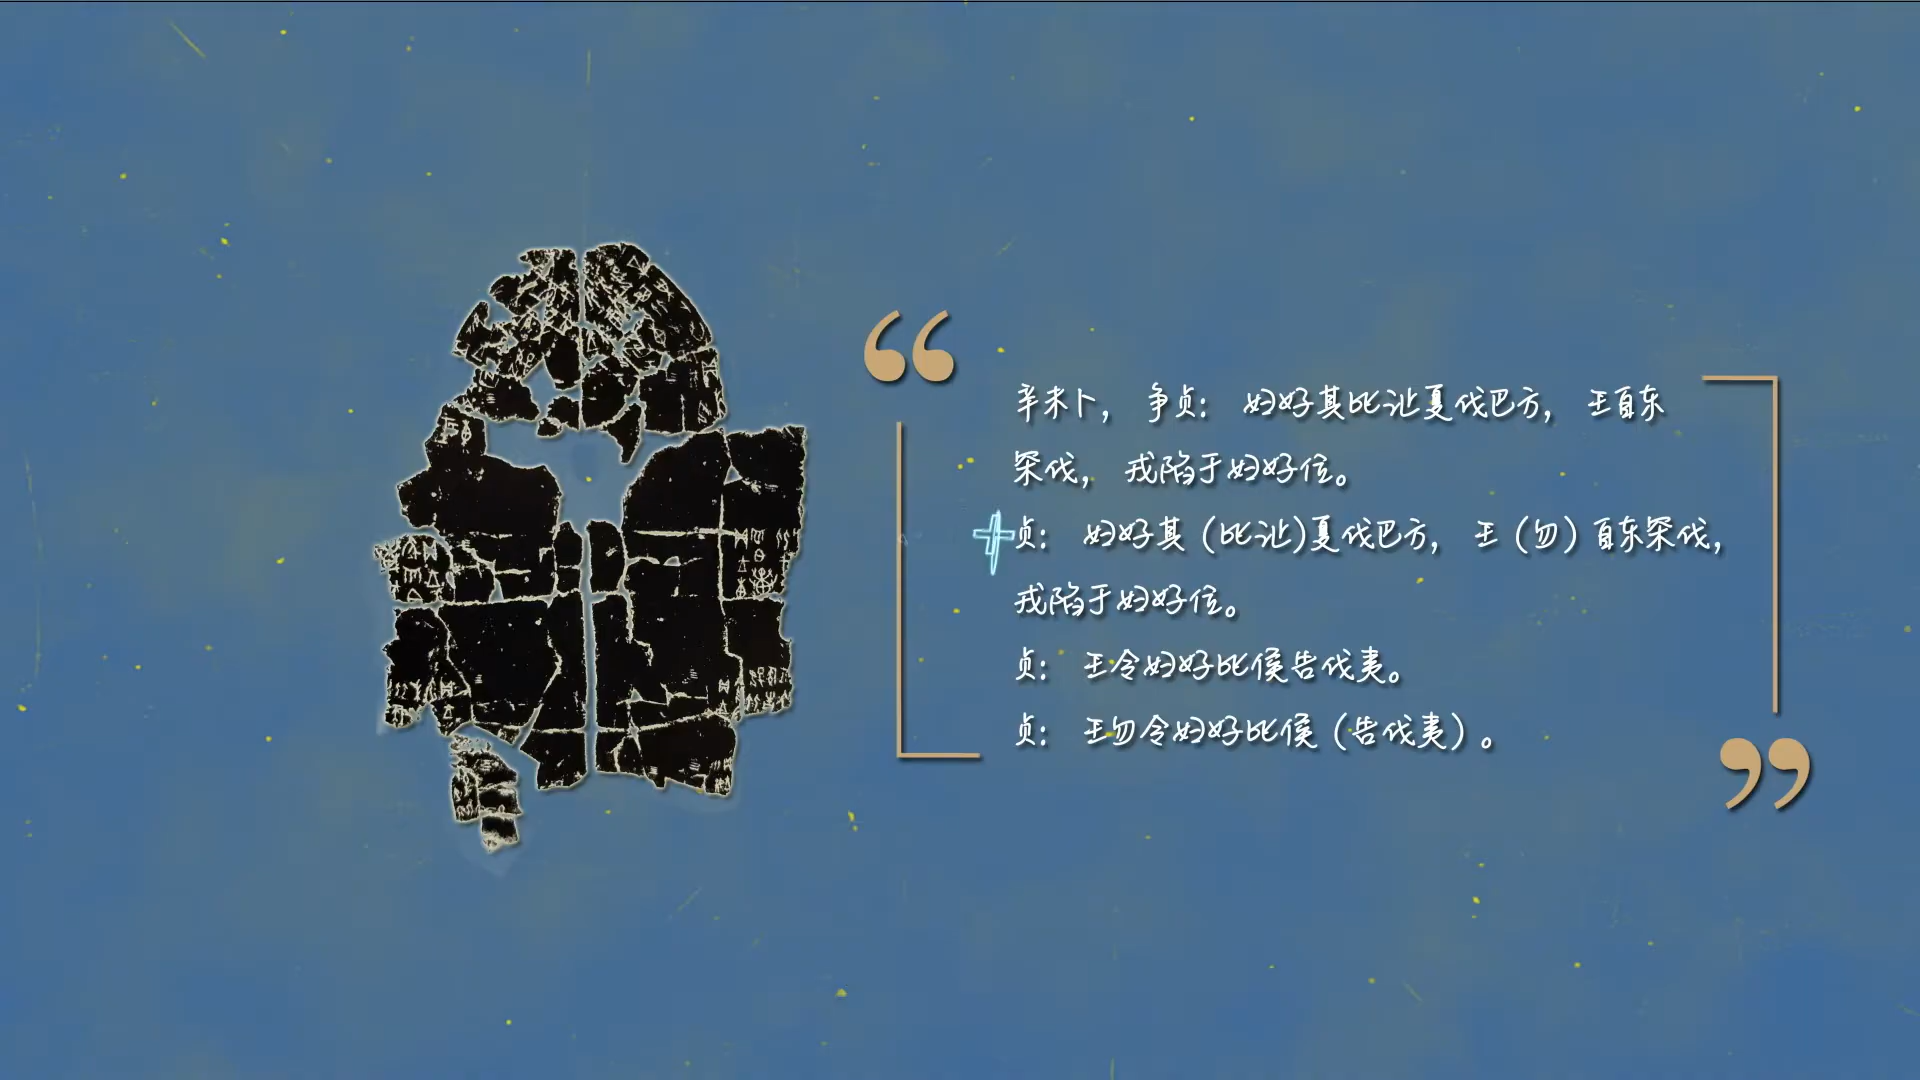 辛未卜，争贞：妇好其比沚戛伐巴方，王自东
罙伐，戎陷于妇好位。
贞：妇好其（比沚）戛伐巴方，王（勿）自东罙伐，
戎陷于妇好位。
贞：王令妇好比侯告伐夷。
贞：王勿令妇好比侯（告伐夷）。